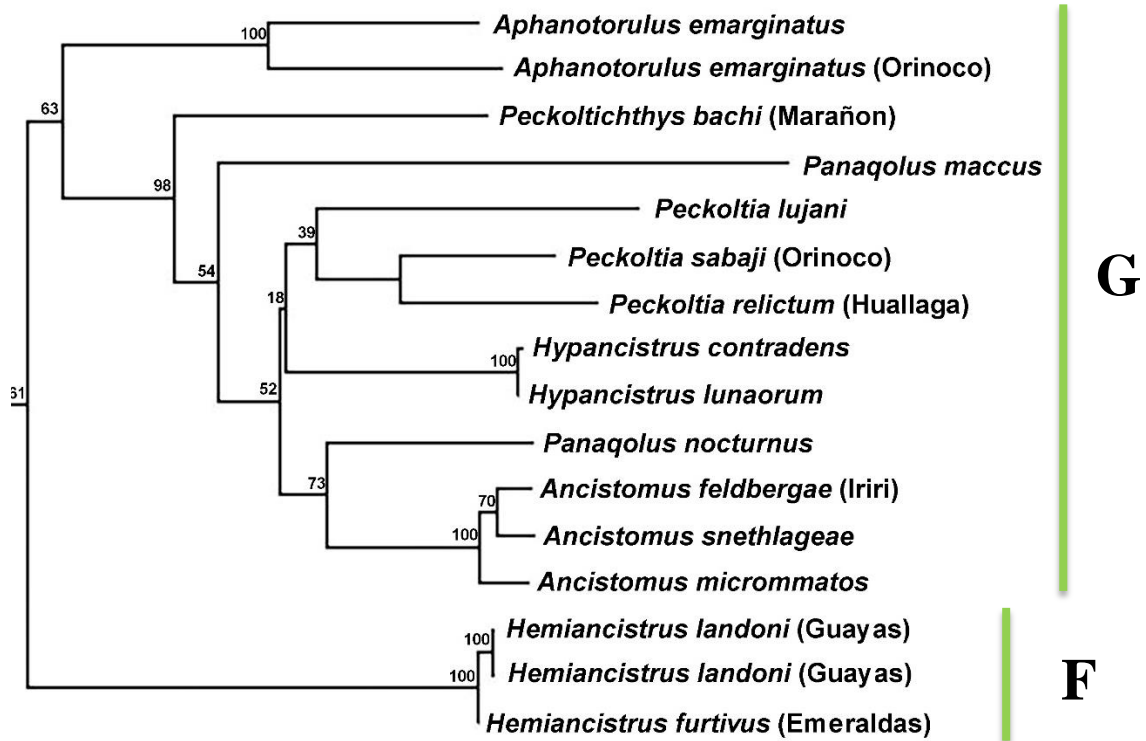 100
Aphanotorulus emarginatus
Aphanotorulus emarginatus (Orinoco)
63
Peckoltichthys bachi (Marañon)
98
Panaqolus maccus
39
Peckoltia lujani
54
Peckoltia sabaji (Orinoco)
G
18
Peckoltia relictum (Huallaga)
100
Hypancistrus contradens
61
52
Hypancistrus lunaorum
Panaqolus nocturnus
73
70
Ancistomus feldbergae (Iriri)
100
Ancistomus snethlageae
Ancistomus micrommatos
100
Hemiancistrus landoni (Guayas)
100
Hemiancistrus landoni (Guayas)
F
Hemiancistrus furtivus (Emeraldas)